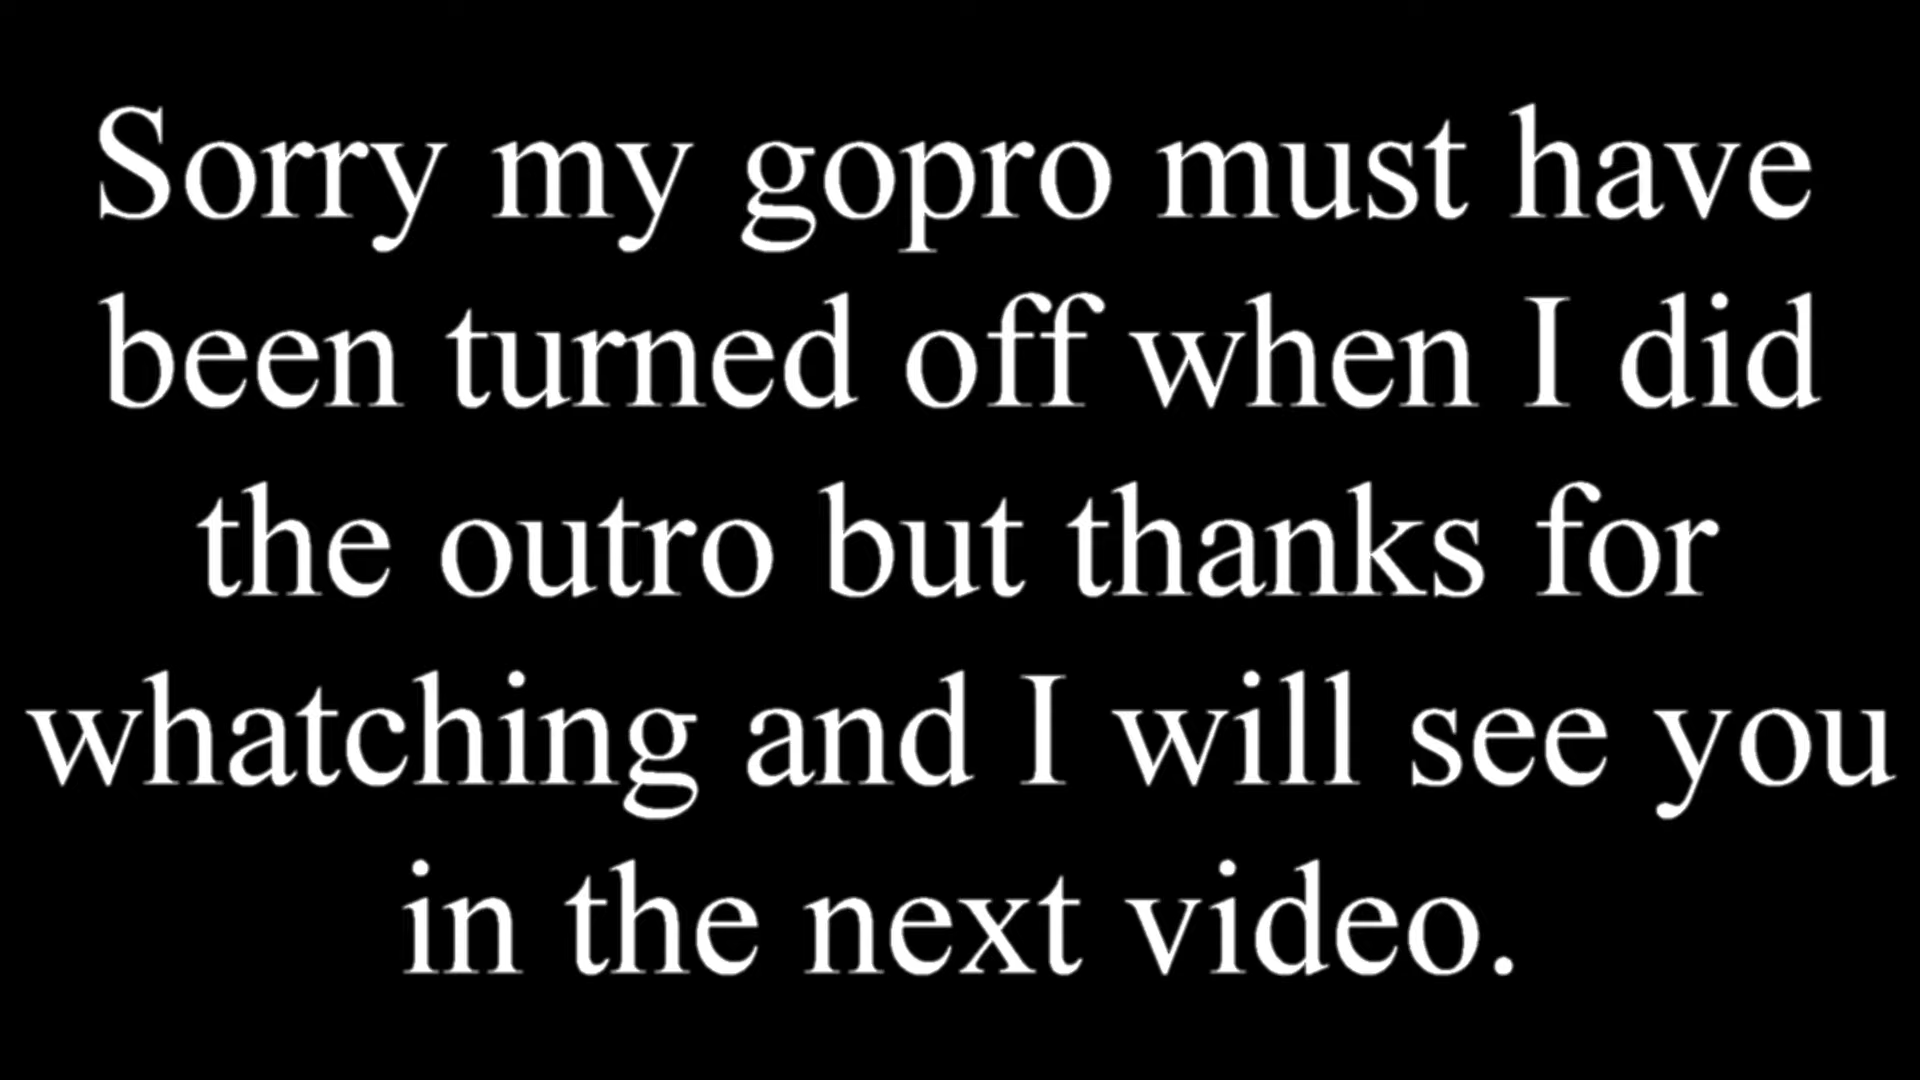 Sorry my gopro must have
been turned off when I did
the outro but thanks for
whatching and I will see you
in the next video.